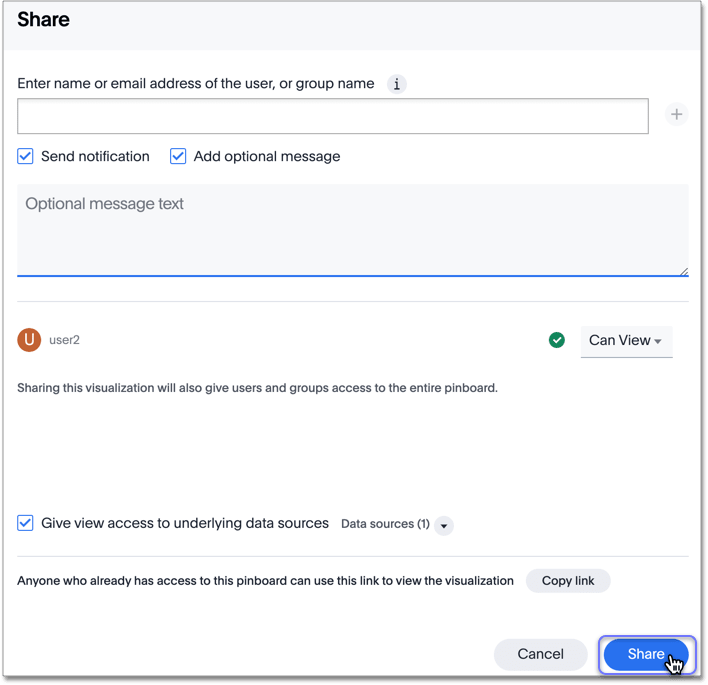 Share
Enter name or email address of the user, or group name i
+
Send notification Add optional message
Optional message text
U user2 Can View
Sharing this visualization will also give users and groups access to the entire pinboard.
Give view access to underlying data sources Data sources (1)
Anyone who already has access to this pinboard can use this link to view the visualization Copy link
Cancel Share